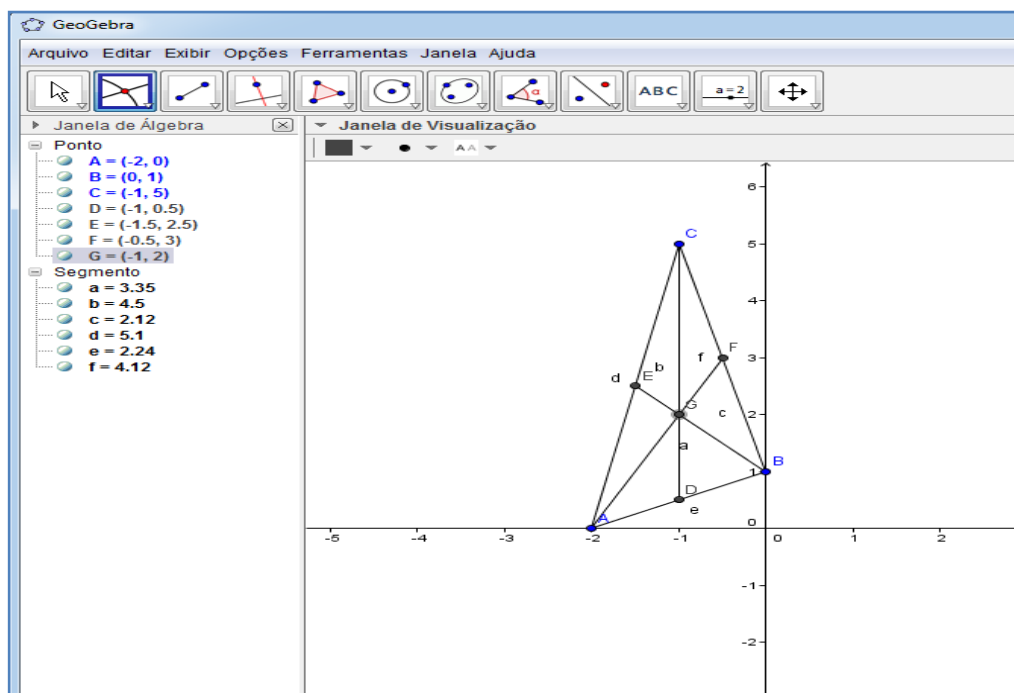 GeoGebra
Arquivo Editar Exibir Opções Ferramentas Janela Ajuda
ABC a = 2
Janela de Álgebra
Ponto
A = (-2, 0)
B = (0, 1)
C = (-1, 5)
D = (-1, 0.5)
E = (-1.5, 2.5)
F = (-0.5, 3)
G = (-1, 2)
Segmento
a = 3.35
b = 4.5
c = 2.12
d = 5.1
e = 2.24
f = 4.12
Janela de Visualização
AA
6
C
5
4
f F
3
d E b
G c
2
a
B
1
D
e
A 0
-5 -4 -3 -2 -1 0 1 2
-1
-2
α